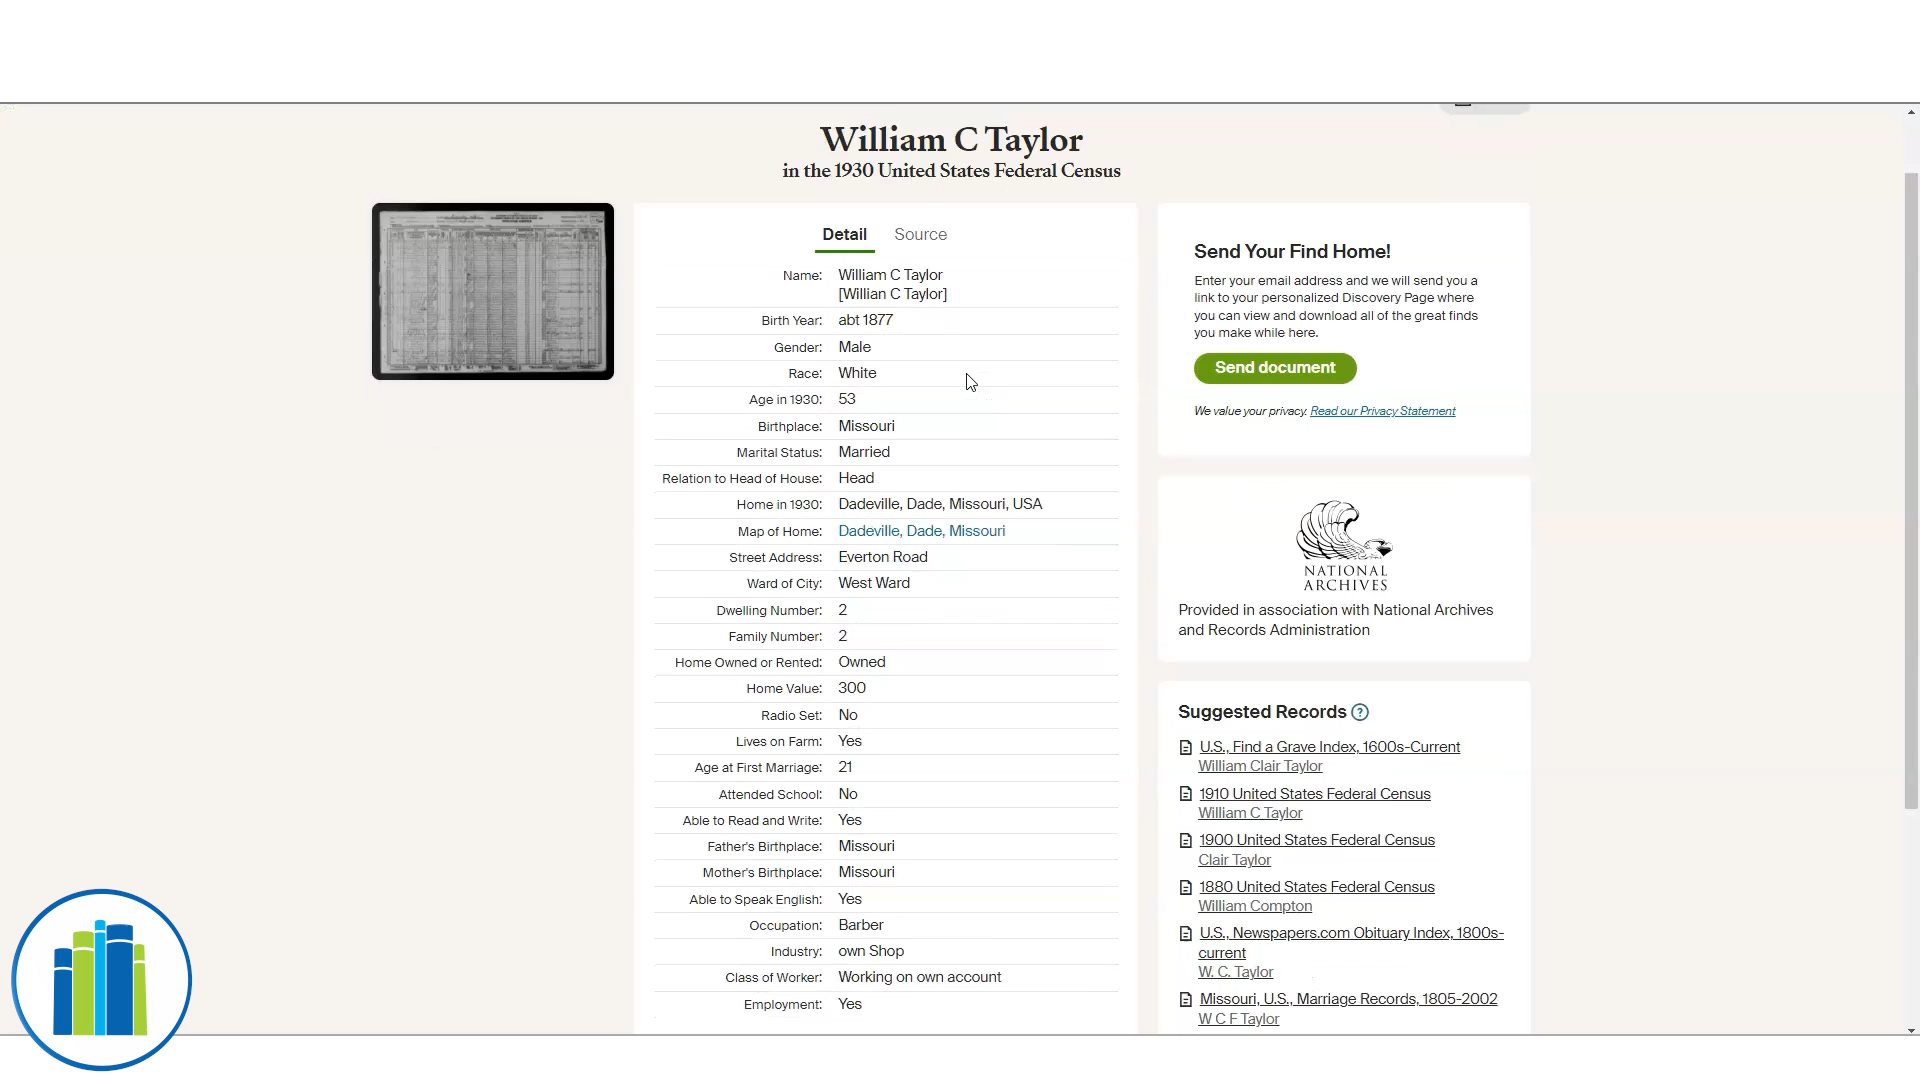 William C Taylor
in the 1930 United States Federal Census
Detail Source
Name: William C Taylor
[Willian C Taylor]
Birth Year: abt 1877
Gender: Male
Race: White
Age in 1930: 53
Birthplace: Missouri
Marital Status: Married
Relation to Head of House: Head
Home in 1930: Dadeville, Dade, Missouri, USA
Map of Home: Dadeville, Dade, Missouri
Street Address: Everton Road
Ward of City: West Ward
Dwelling Number: 2
Family Number: 2
Home Owned or Rented: Owned
Home Value: 300
Radio Set: No
Lives on Farm: Yes
Age at First Marriage: 21
Attended School: No
Able to Read and Write: Yes
Father's Birthplace: Missouri
Mother's Birthplace: Missouri
Able to Speak English: Yes
Occupation: Barber
Industry: own Shop
Class of Worker: Working on own account
Employment: Yes
Send Your Find Home!
Enter your email address and we will send you a
link to your personalized Discovery Page where
you can view and download all of the great finds
you make while here.
Send document
We value your privacy. Read our Privacy Statement
NATIONAL
ARCHIVES
Provided in association with National Archives
and Records Administration
Suggested Records ?
U.S., Find a Grave Index, 1600s-Current
William Clair Taylor
1910 United States Federal Census
William C Taylor
1900 United States Federal Census
Clair Taylor
1880 United States Federal Census
William Compton
U.S., Newspapers.com Obituary Index, 1800s-
current
W. C. Taylor
Missouri, U.S., Marriage Records, 1805-2002
W C F Taylor